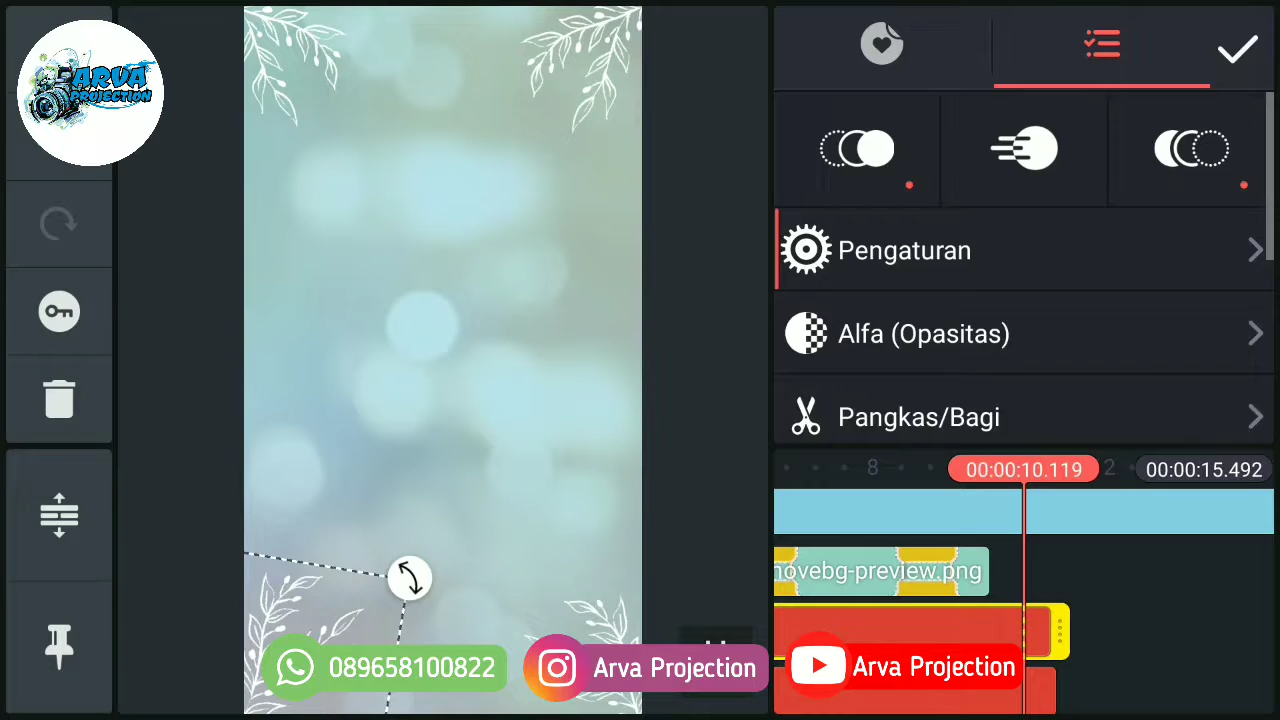 ARVA
PROJECTION
Pengaturan
Alfa (Opasitas)
Pangkas/Bagi
8
00:00:10.119
2
00:00:15.492
novebg-preview.png
089658100822
Arva Projection
Arva Projection